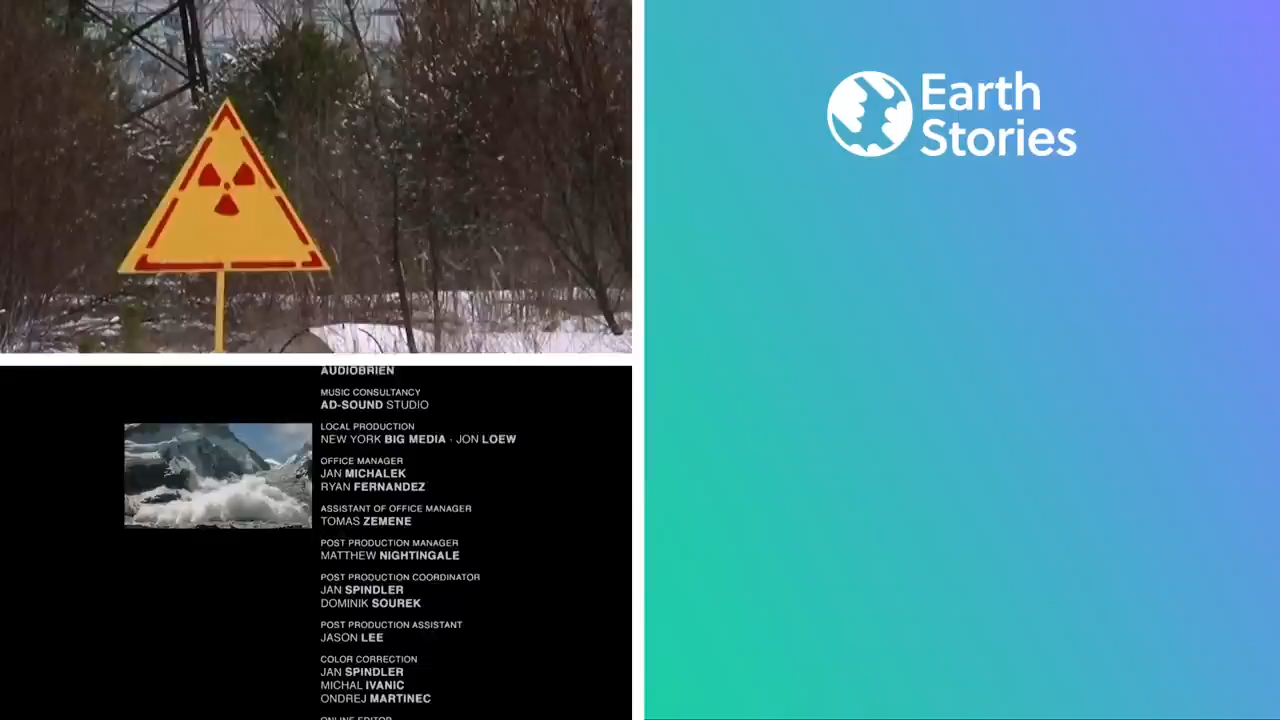 Earth
Stories
AUDIOBRIEN
MUSIC CONSULTANCY
AD-SOUND STUDIO
LOCAL PRODUCTION
NEW YORK BIG MEDIA · JON LOEW
OFFICE MANAGER
JAN MICHALEK
RYAN FERNANDEZ
ASSISTANT OF OFFICE MANAGER
TOMAS ZEMENE
POST PRODUCTION MANAGER
MATTHEW NIGHTINGALE
POST PRODUCTION COORDINATOR
JAN SPINDLER
DOMINIK SOUREK
POST PRODUCTION ASSISTANT
JASON LEE
COLOR CORRECTION
JAN SPINDLER
MICHAL IVANIC
ONDREJ MARTINEC
ONLINE EDITOR